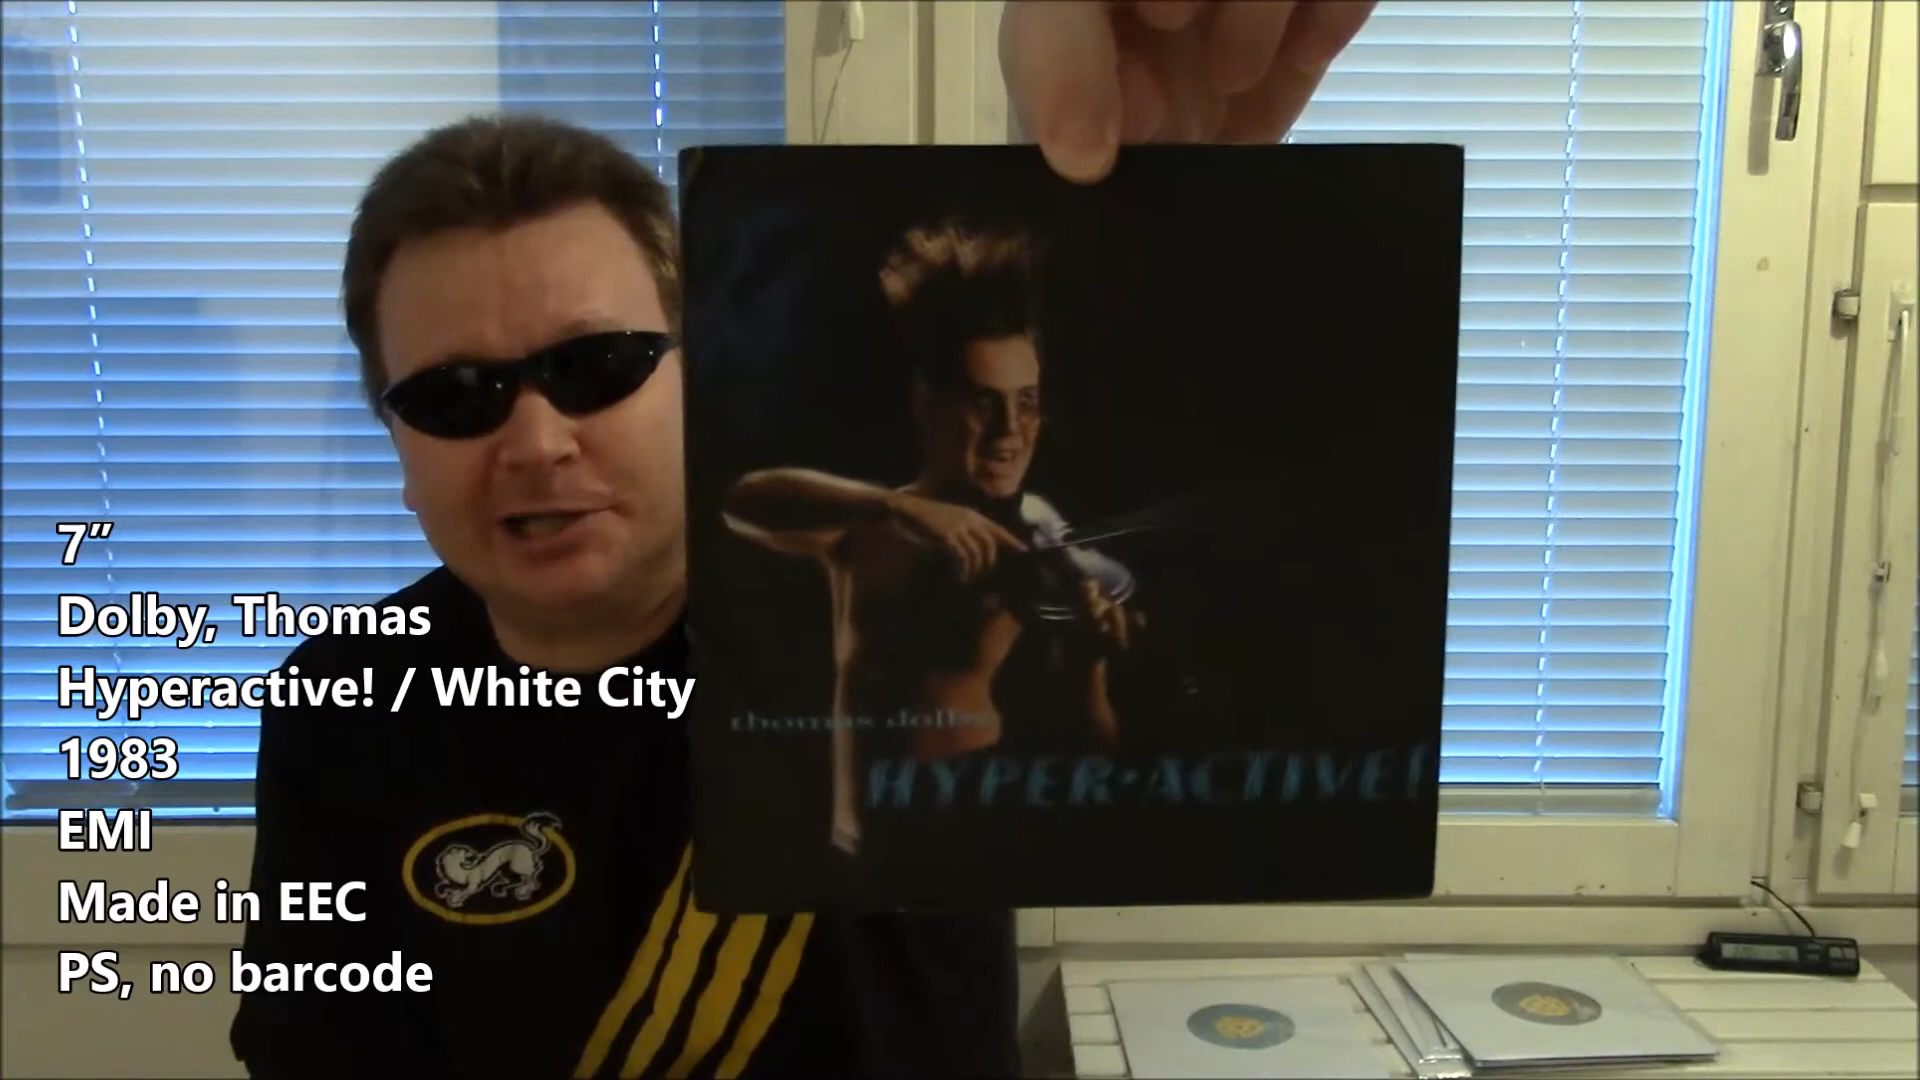 7"
Dolby, Thomas
Hyperactive! / White City
1983
EMI
Made in EEC
PS, no barcode
thomas dolby
HYPER•ACTIVE!